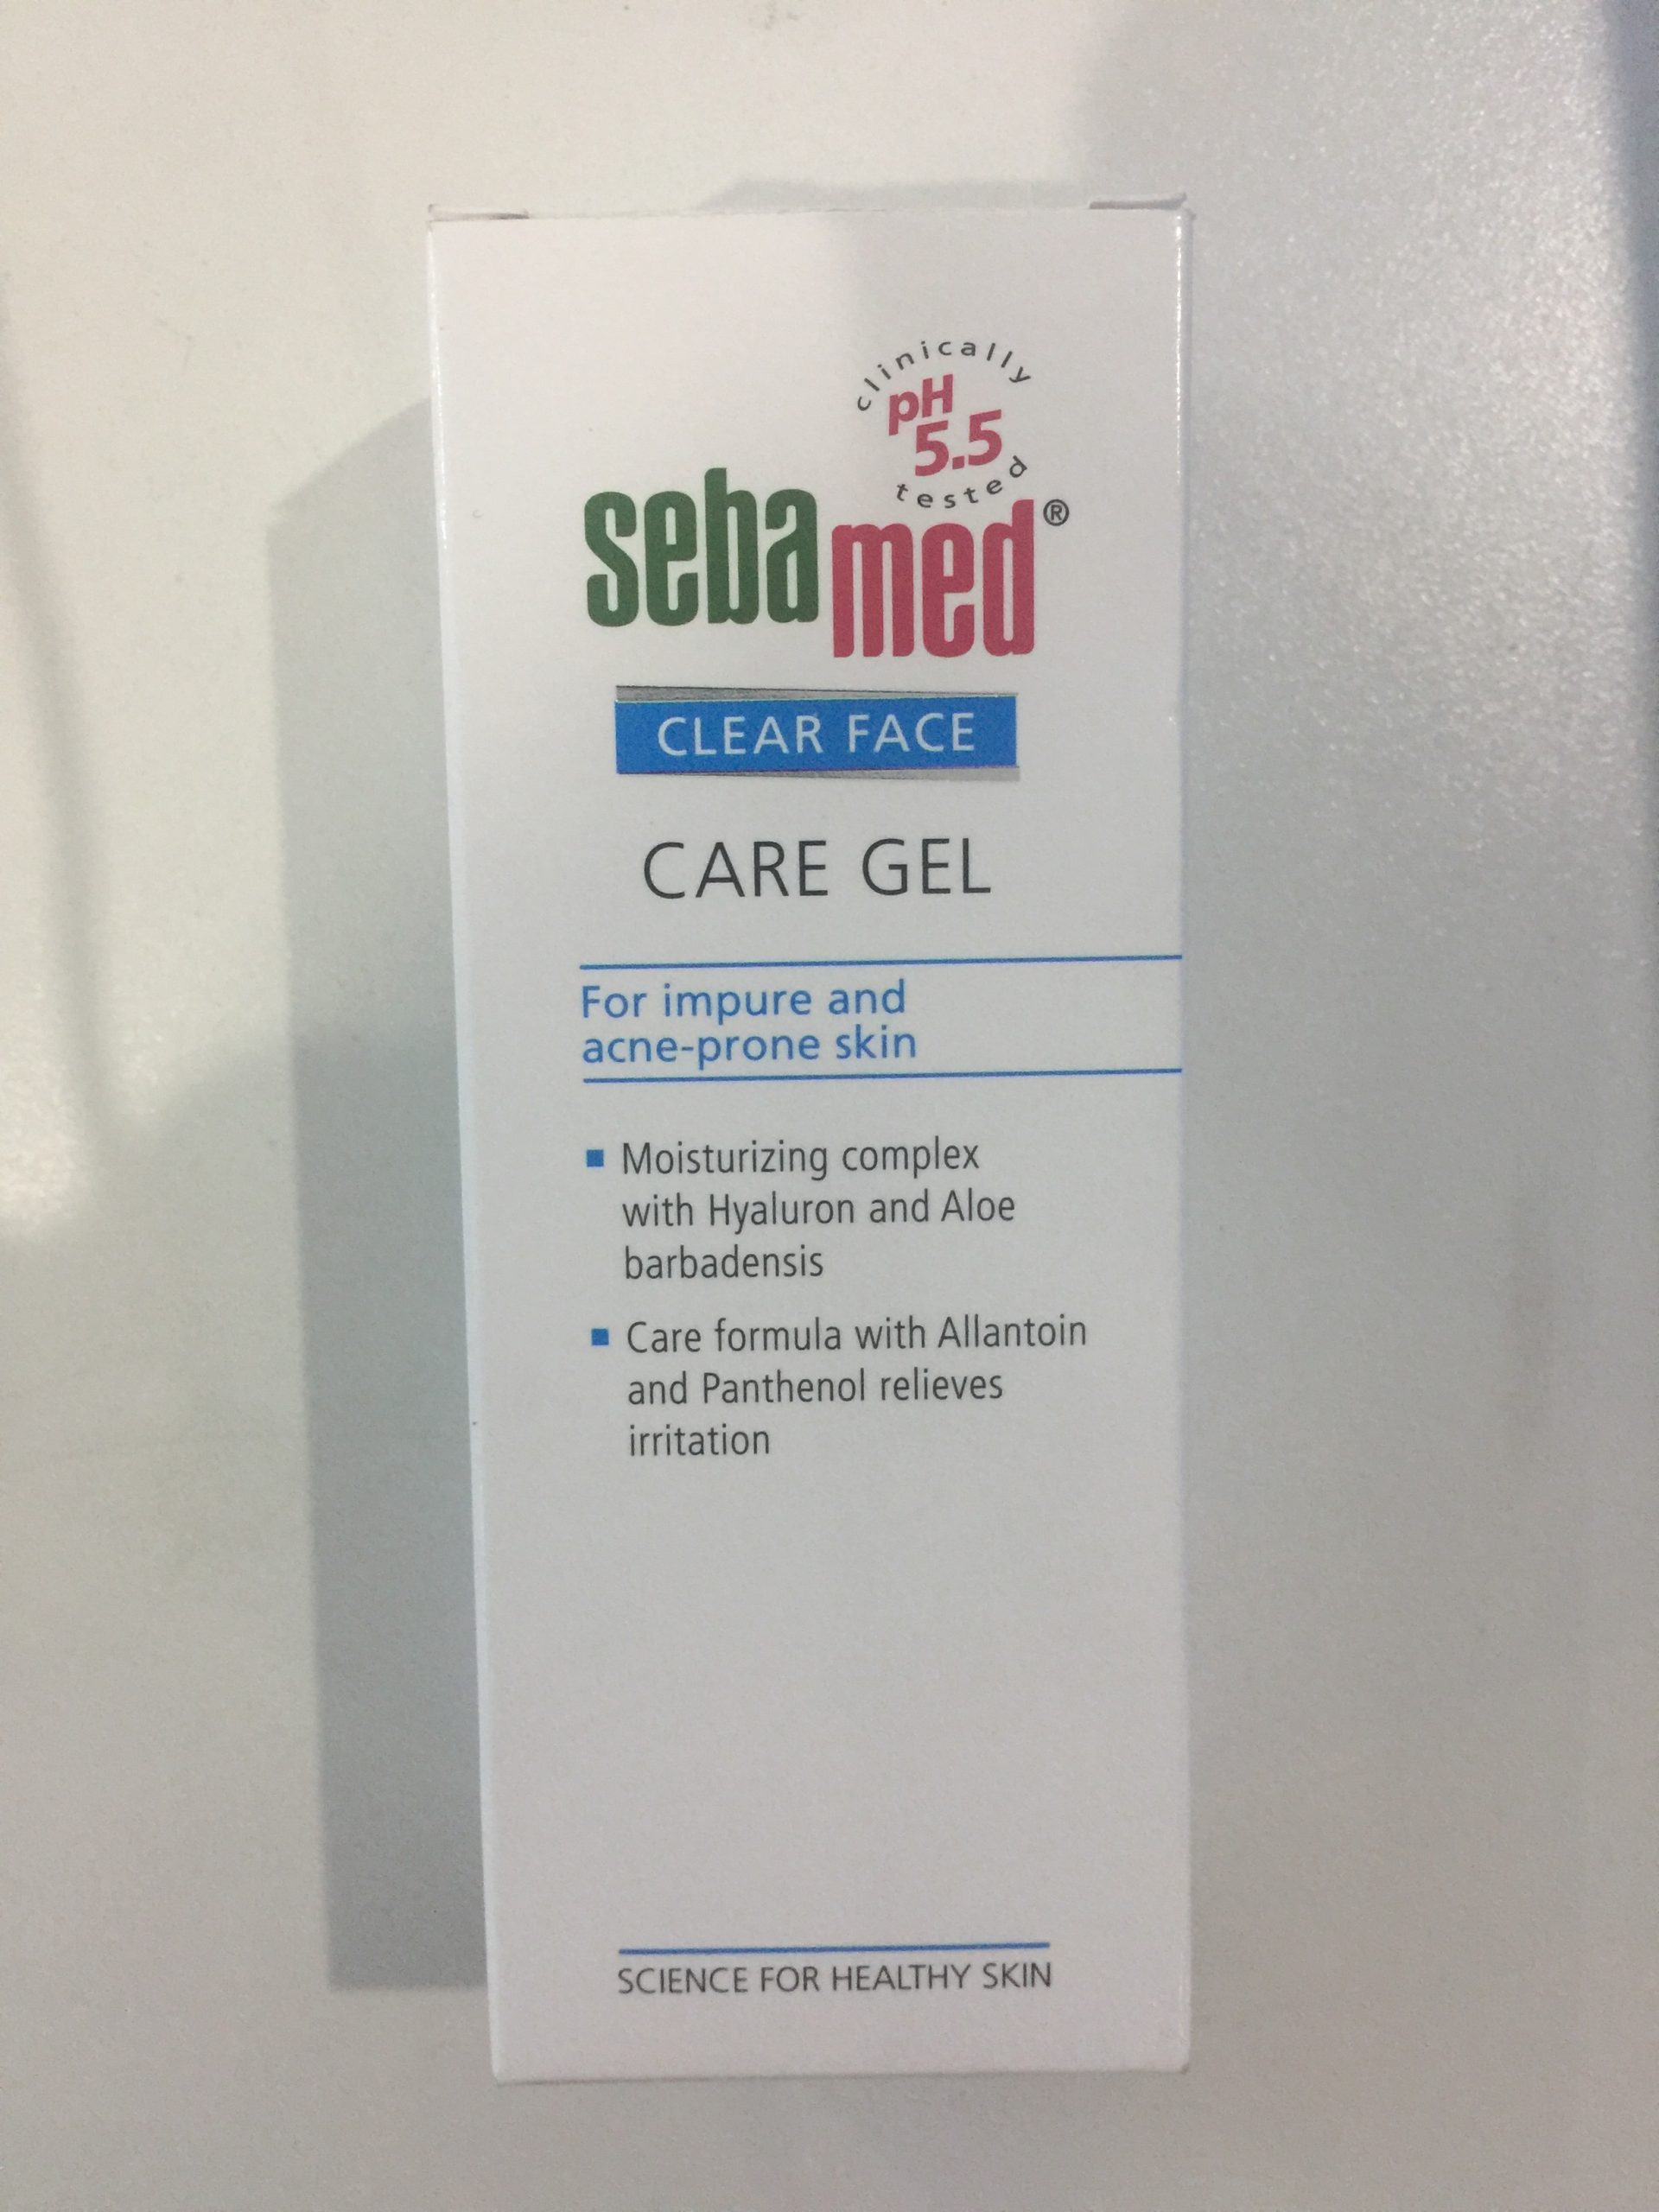 clinically
pH
5.5
tested
sebamed®
CLEAR FACE
CARE GEL
For impure and
acne-prone skin
▪ Moisturizing complex
with Hyaluron and Aloe
barbadensis
▪ Care formula with Allantoin
and Panthenol relieves
irritation
SCIENCE FOR HEALTHY SKIN